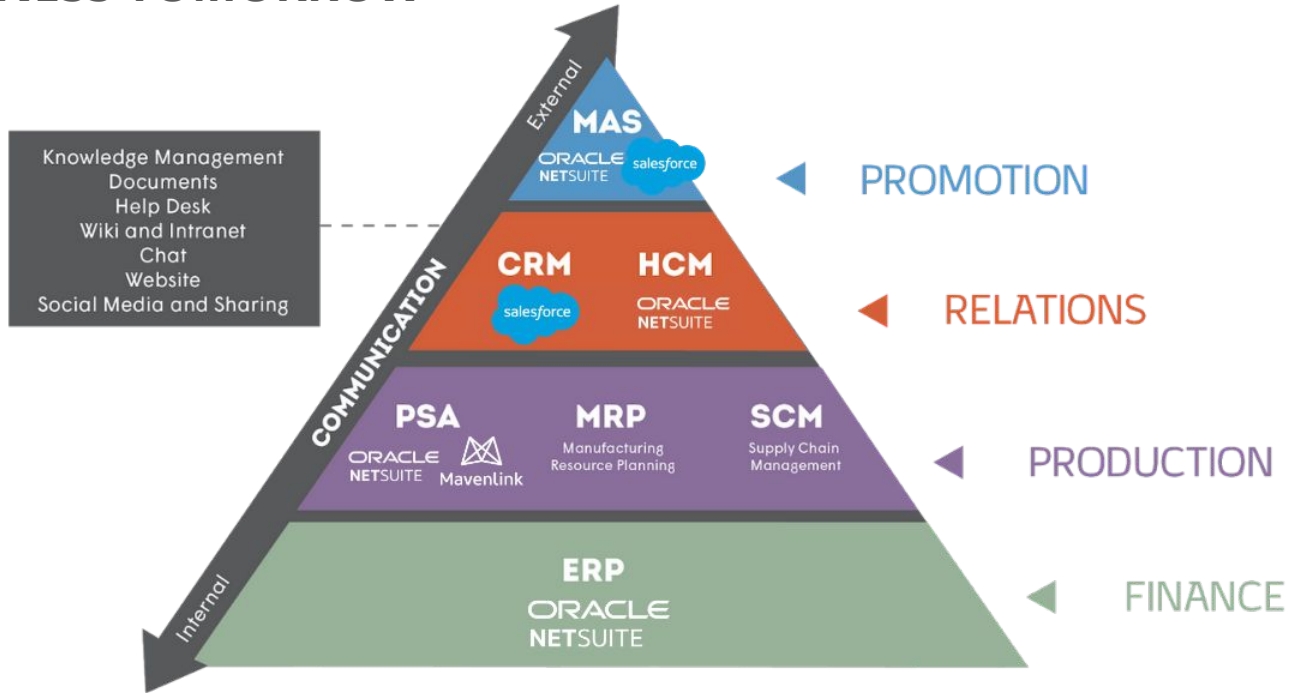 External
MAS
ORACLE
NETSUITE
salesforce
PROMOTION
Knowledge Management
Documents
Help Desk
Wiki and Intranet
Chat
Website
Social Media and Sharing
COMMUNICATION
CRM
salesforce
HCM
ORACLE
NETSUITE
RELATIONS
PSA
ORACLE
NETSUITE
Mavenlink
MRP
Manufacturing
Resource Planning
SCM
Supply Chain
Management
PRODUCTION
Internal
ERP
ORACLE
NETSUITE
FINANCE